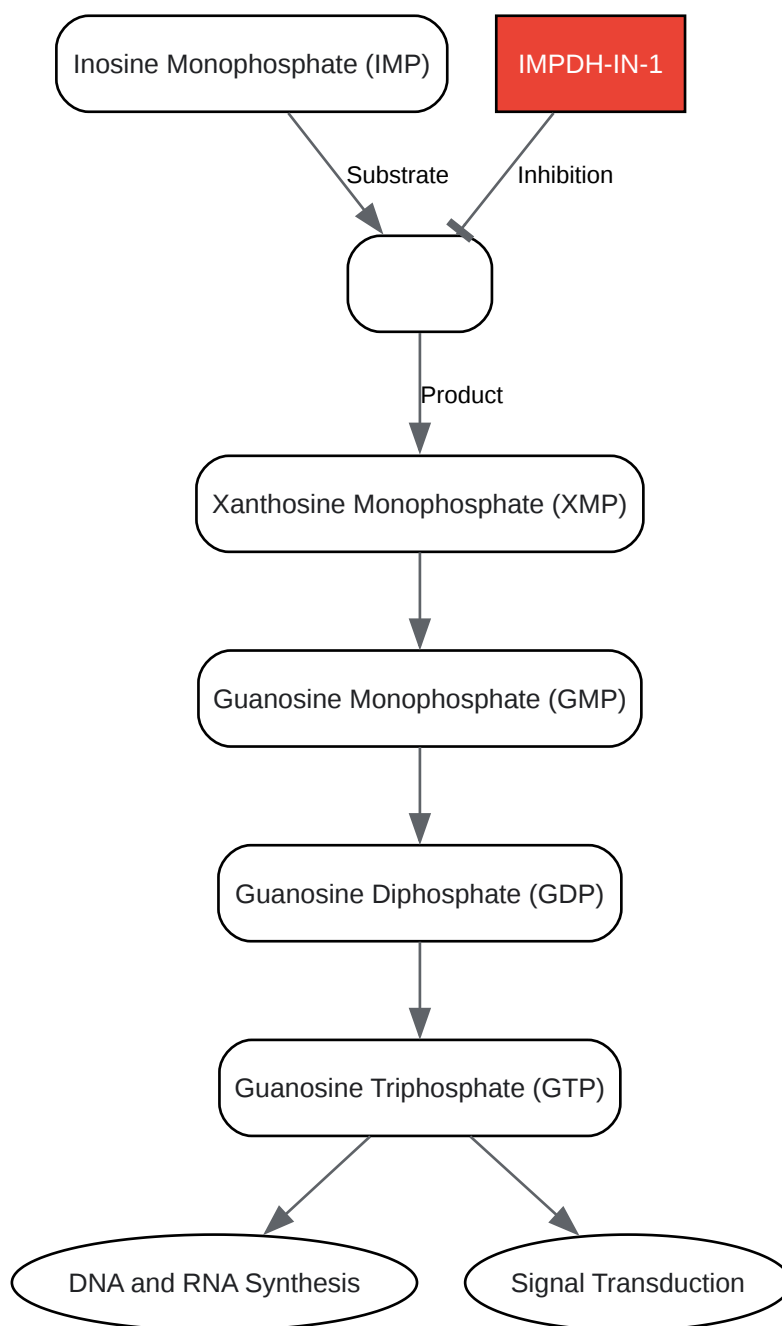 Inosine Monophosphate (IMP)
IMPDH-IN-1
Substrate
Inhibition
Product
Xanthosine Monophosphate (XMP)
Guanosine Monophosphate (GMP)
Guanosine Diphosphate (GDP)
Guanosine Triphosphate (GTP)
DNA and RNA Synthesis
Signal Transduction